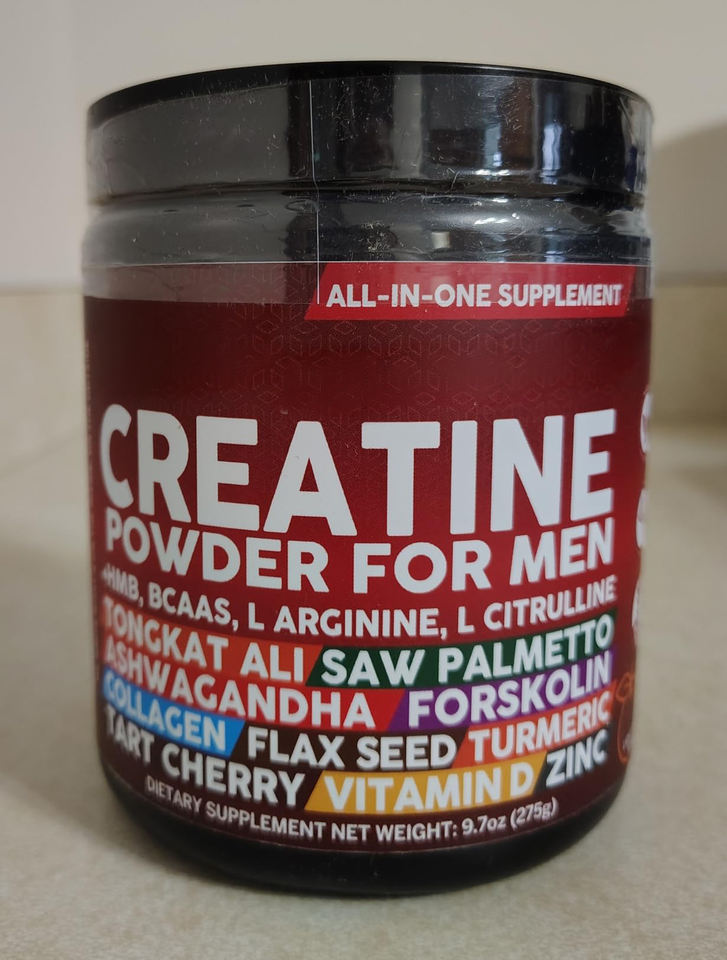 ALL-IN-ONE SUPPLEMENT
CREATINE
POWDER FOR MEN
+HMB, BCAAS, L ARGININE, L CITRULLINE
TONGKAT ALI SAW PALMETTO
ASHWAGANDHA FORSKOLIN
COLLAGEN FLAX SEED TURMERIC
TART CHERRY VITAMIN D ZINC
DIETARY SUPPLEMENT NET WEIGHT: 9.7oz (275g)